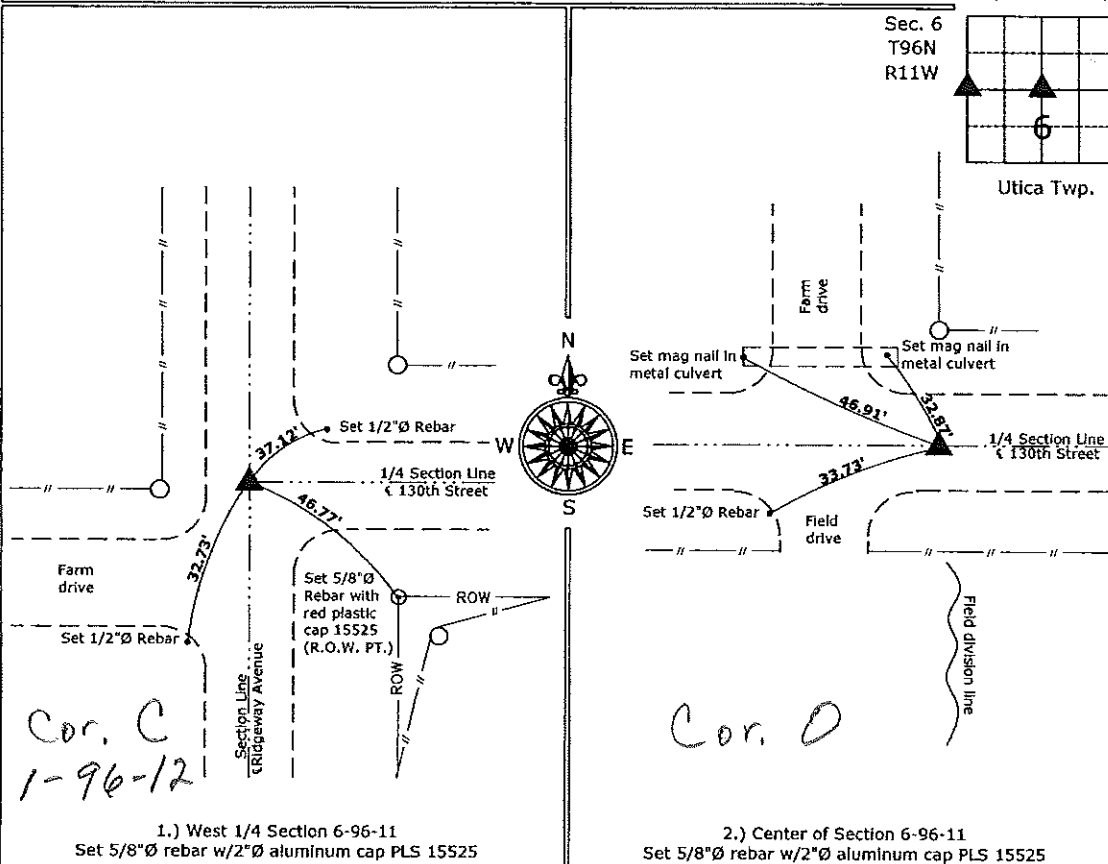 Sec. 6
T96N
R11W
6
Utica Twp.
N
W
E
S
37.12'
Set 1/2"Ø Rebar
1/4 Section Line
℄ 130th Street
46.77'
32.73'
Farm
drive
Set 1/2"Ø Rebar
Set 5/8"Ø
Rebar with
red plastic
cap 15525
(R.O.W. PT.)
ROW
ROW
Section Line
℄Ridgeway Avenue
Cor. C
1-96-12
1.) West 1/4 Section 6-96-11
Set 5/8"Ø rebar w/2"Ø aluminum cap PLS 15525
Farm
drive
Set mag nail in
metal culvert
Set mag nail in
metal culvert
46.91'
32.87'
1/4 Section Line
℄ 130th Street
33.73'
Set 1/2"Ø Rebar
Field
drive
Field division line
Cor. O
2.) Center of Section 6-96-11
Set 5/8"Ø rebar w/2"Ø aluminum cap PLS 15525